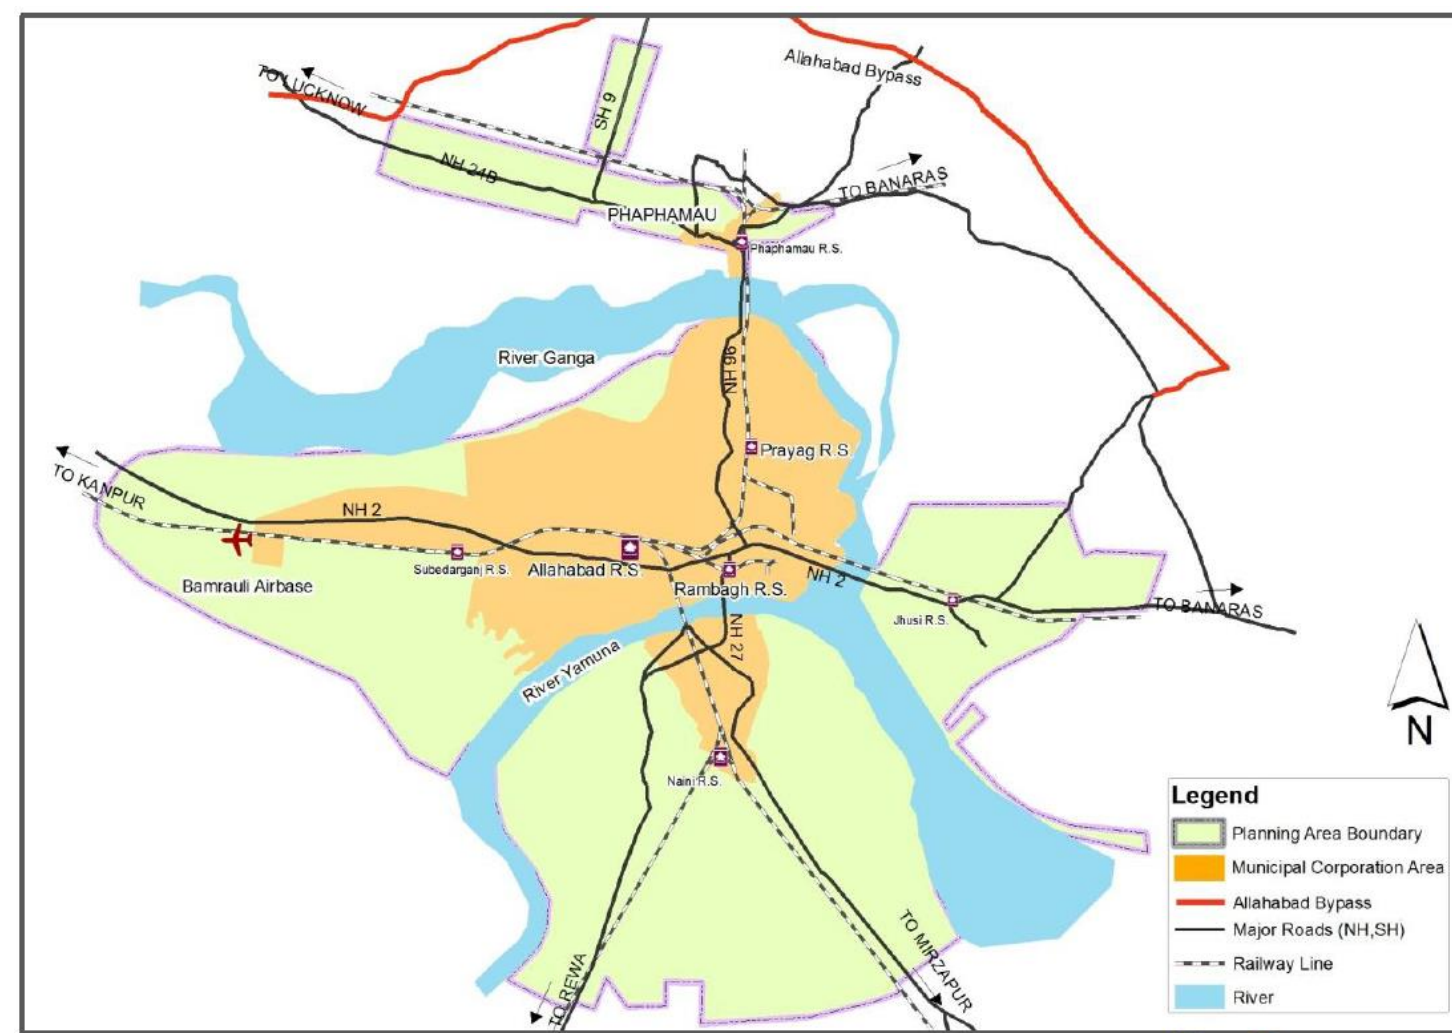 Allahabad Bypass
TO LUCKNOW
SH 9
NH 24B
TO BANARAS
PHAPHAMAU
Phaphamau R.S.
River Ganga
NH 96
Prayag R.S.
TO KANPUR
NH 2
Subedarganj R.S.
Allahabad R.S.
Bamrauli Airbase
Rambagh R.S.
NH 2
Jhusi R.S.
TO BANARAS
NH 27
River Yamuna
Naini R.S.
TO REWA
TO MIRZAPUR
N
Legend
Planning Area Boundary
Municipal Corporation Area
Allahabad Bypass
Major Roads (NH,SH)
Railway Line
River